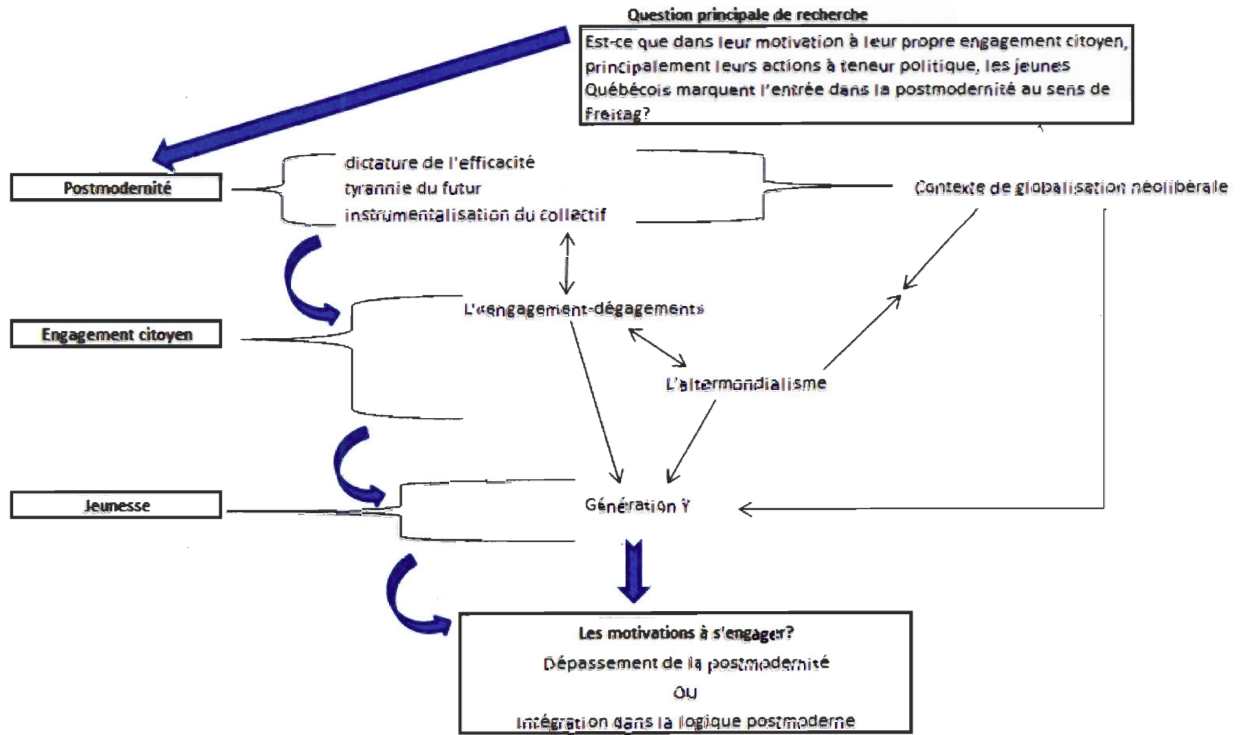 Question principale de recherche
Est-ce que dans leur motivation à leur propre engagement citoyen,
principalement leurs actions à teneur politique, les jeunes
Québécois marquent l'entrée dans la postmodernité au sens de
Freitag?
dictature de l'efficacité
Postmodernité
tyrannie du futur
Contexte de globalisation néolibérale
instrumentalisation du collectif
L'«engagement-dégagement»
Engagement citoyen
L'altermondialisme
Jeunesse
Génération Y
Les motivations à s'engager?
Dépassement de la postmodernité
OU
Intégration dans la logique postmoderne